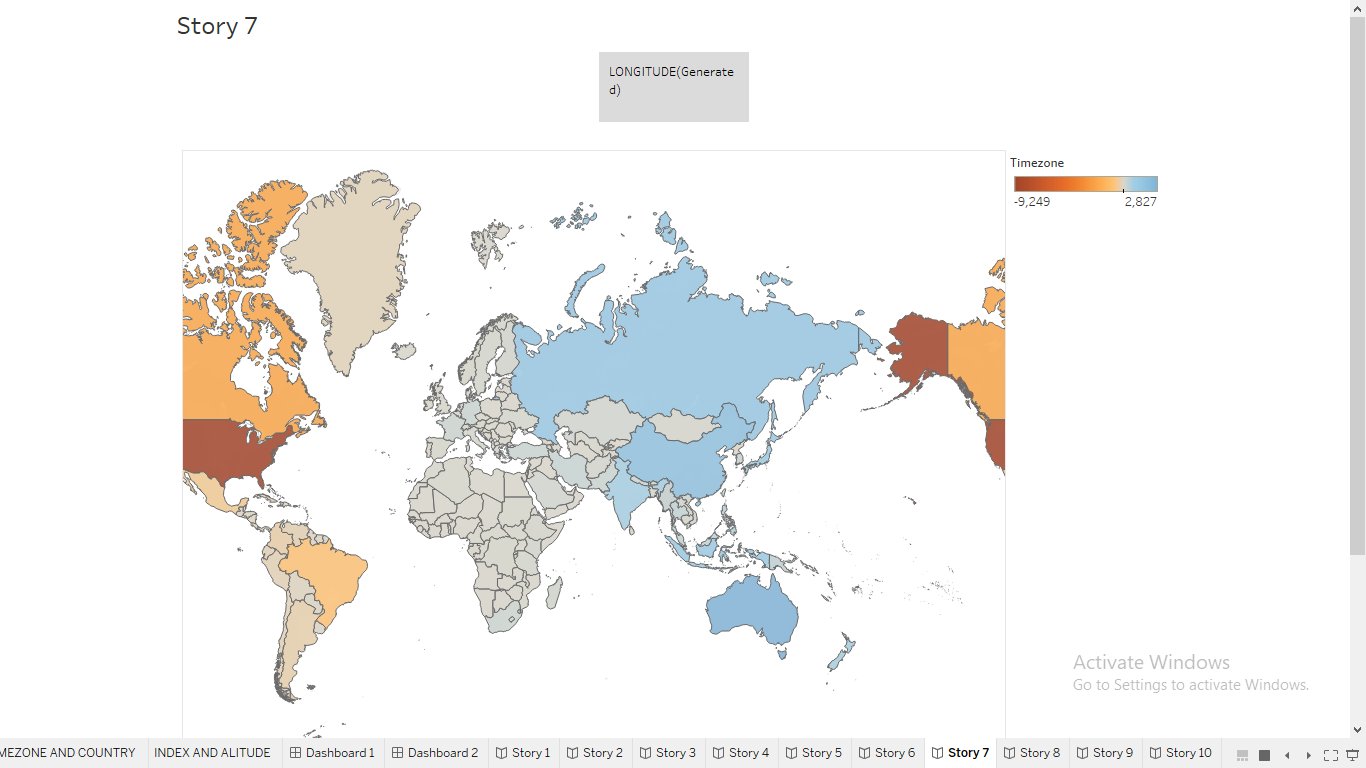 Story 7
LONGITUDE(Generate
d)
Timezone
-9,249 2,827
Activate Windows
Go to Settings to activate Windows.
MEZONE AND COUNTRY INDEX AND ALITUDE Dashboard 1 Dashboard 2 Story 1 Story 2 Story 3 Story 4 Story 5 Story 6 Story 7 Story 8 Story 9 Story 10